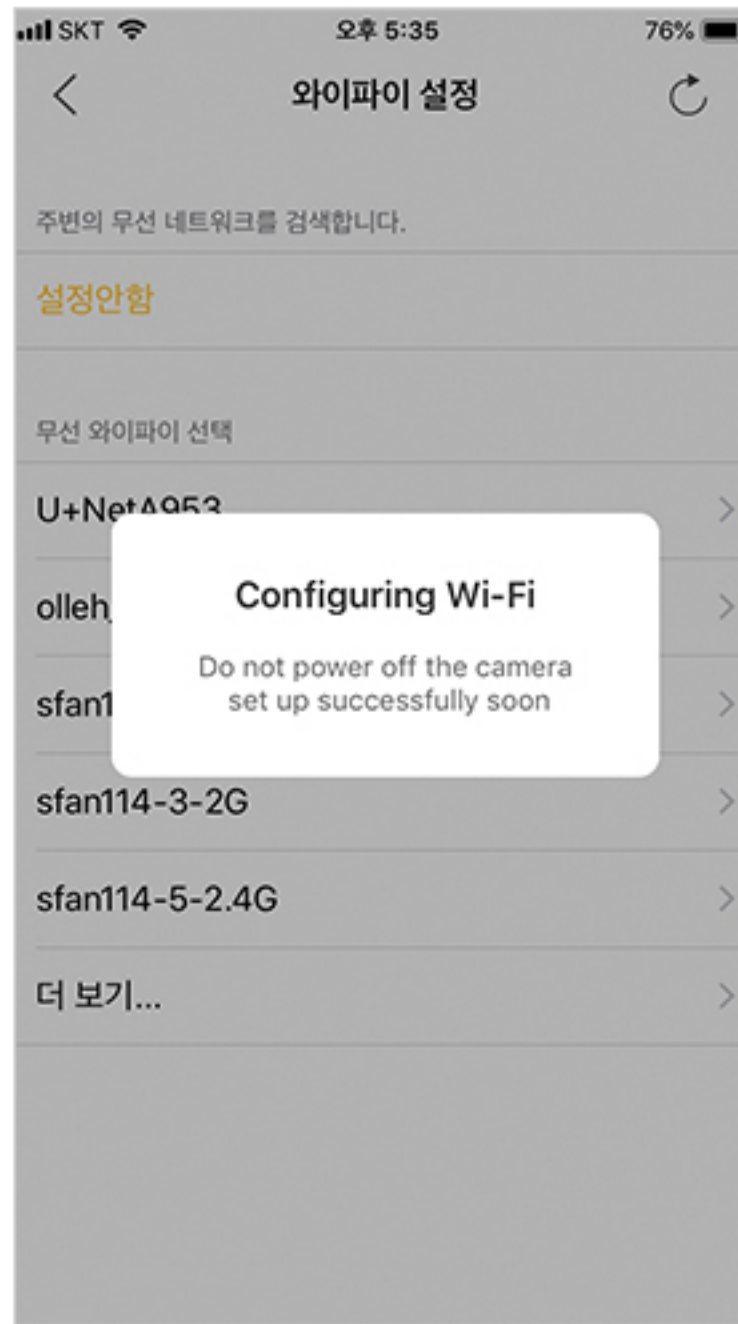 SKT 오후 5:35 76%
와이파이 설정
주변의 무선 네트워크를 검색합니다.
설정안함
무선 와이파이 선택
U+NetA953
olleh
Configuring Wi-Fi
Do not power off the camera
set up successfully soon
sfan1
sfan114-3-2G
sfan114-5-2.4G
더 보기...